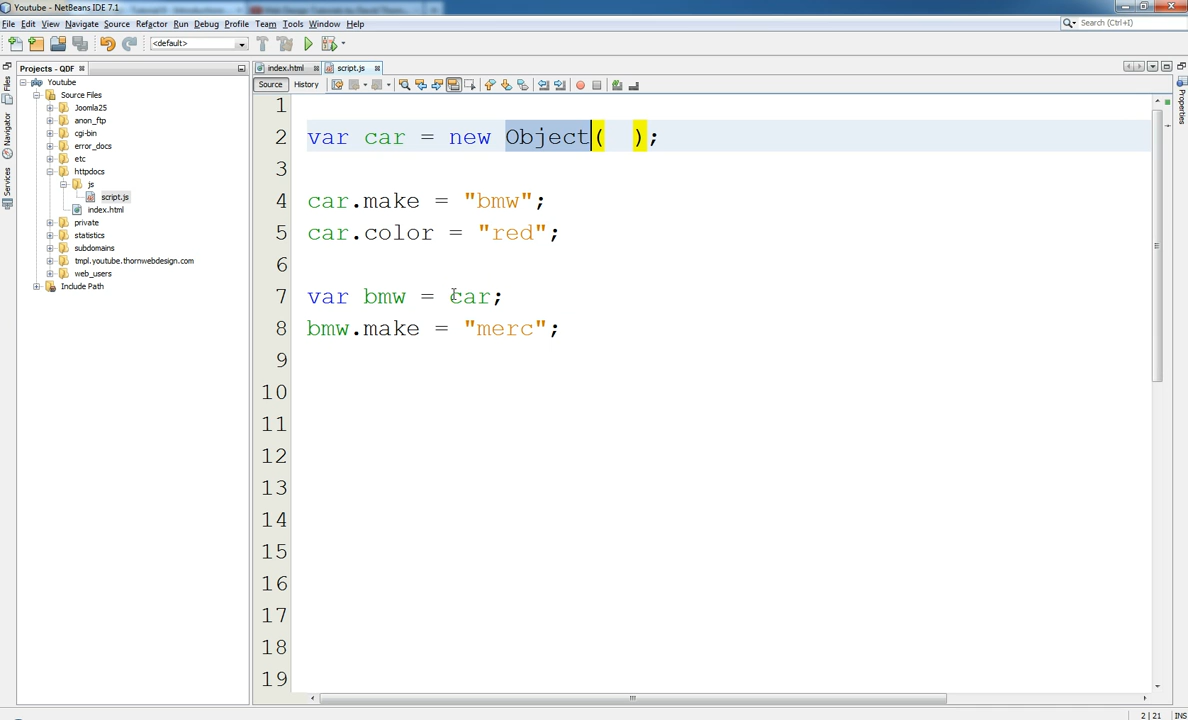 Youtube - NetBeans IDE 7.1
File Edit View Navigate Source Refactor Run Debug Profile Team Tools Window Help
Search (Ctrl+I)
<default>
Projects - QDF
index.html
script.js
Source
History
Youtube
Source Files
Joomla25
anon_ftp
cgi-bin
error_docs
etc
httpdocs
js
script.js
index.html
private
statistics
subdomains
tmpl.youtube.thornwebdesign.com
web_users
Include Path
Files
Navigator
Services
Properties
1
2 var car = new Object( );
3
4 car.make = "bmw";
5 car.color = "red";
6
7 var bmw = car;
8 bmw.make = "merc";
9
10
11
12
13
14
15
16
17
18
19
2 | 21 INS